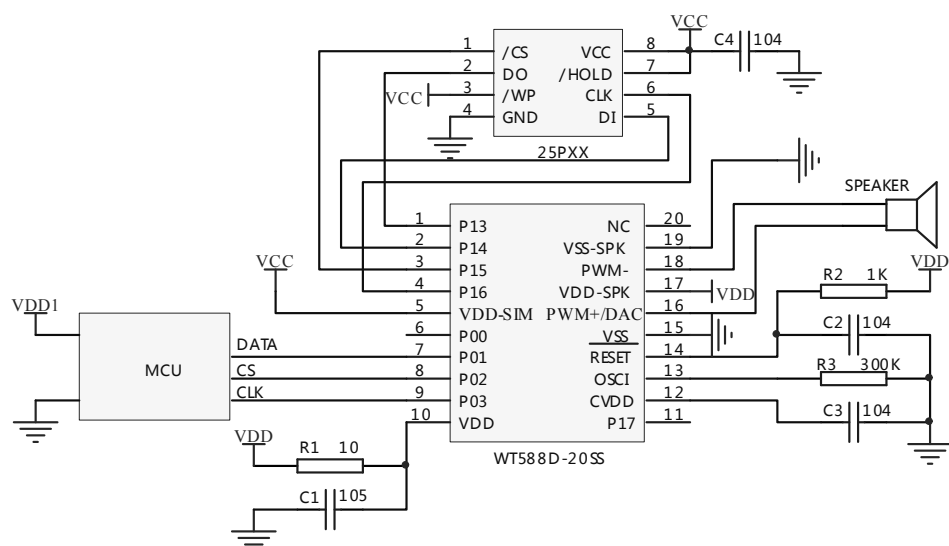 VCC
C4 104
1 /CS VCC 8
2 DO /HOLD 7
VCC 3 /WP CLK 6
4 GND DI 5
25PXX
SPEAKER
1 P13 NC 20
2 P14 VSS-SPK 19
3 P15 PWM- 18
4 P16 VDD-SPK 17 VDD
VCC
5 VDD-SIM PWM+/DAC 16
6 P00 VSS 15
7 P01 RESET 14
8 P02 OSCI 13
9 P03 CVDD 12
10 VDD P17 11
WT588D-20SS
VDD
R2 1K
C2 104
R3 300K
C3 104
VDD1
MCU
DATA
CS
CLK
VDD
R1 10
C1 105